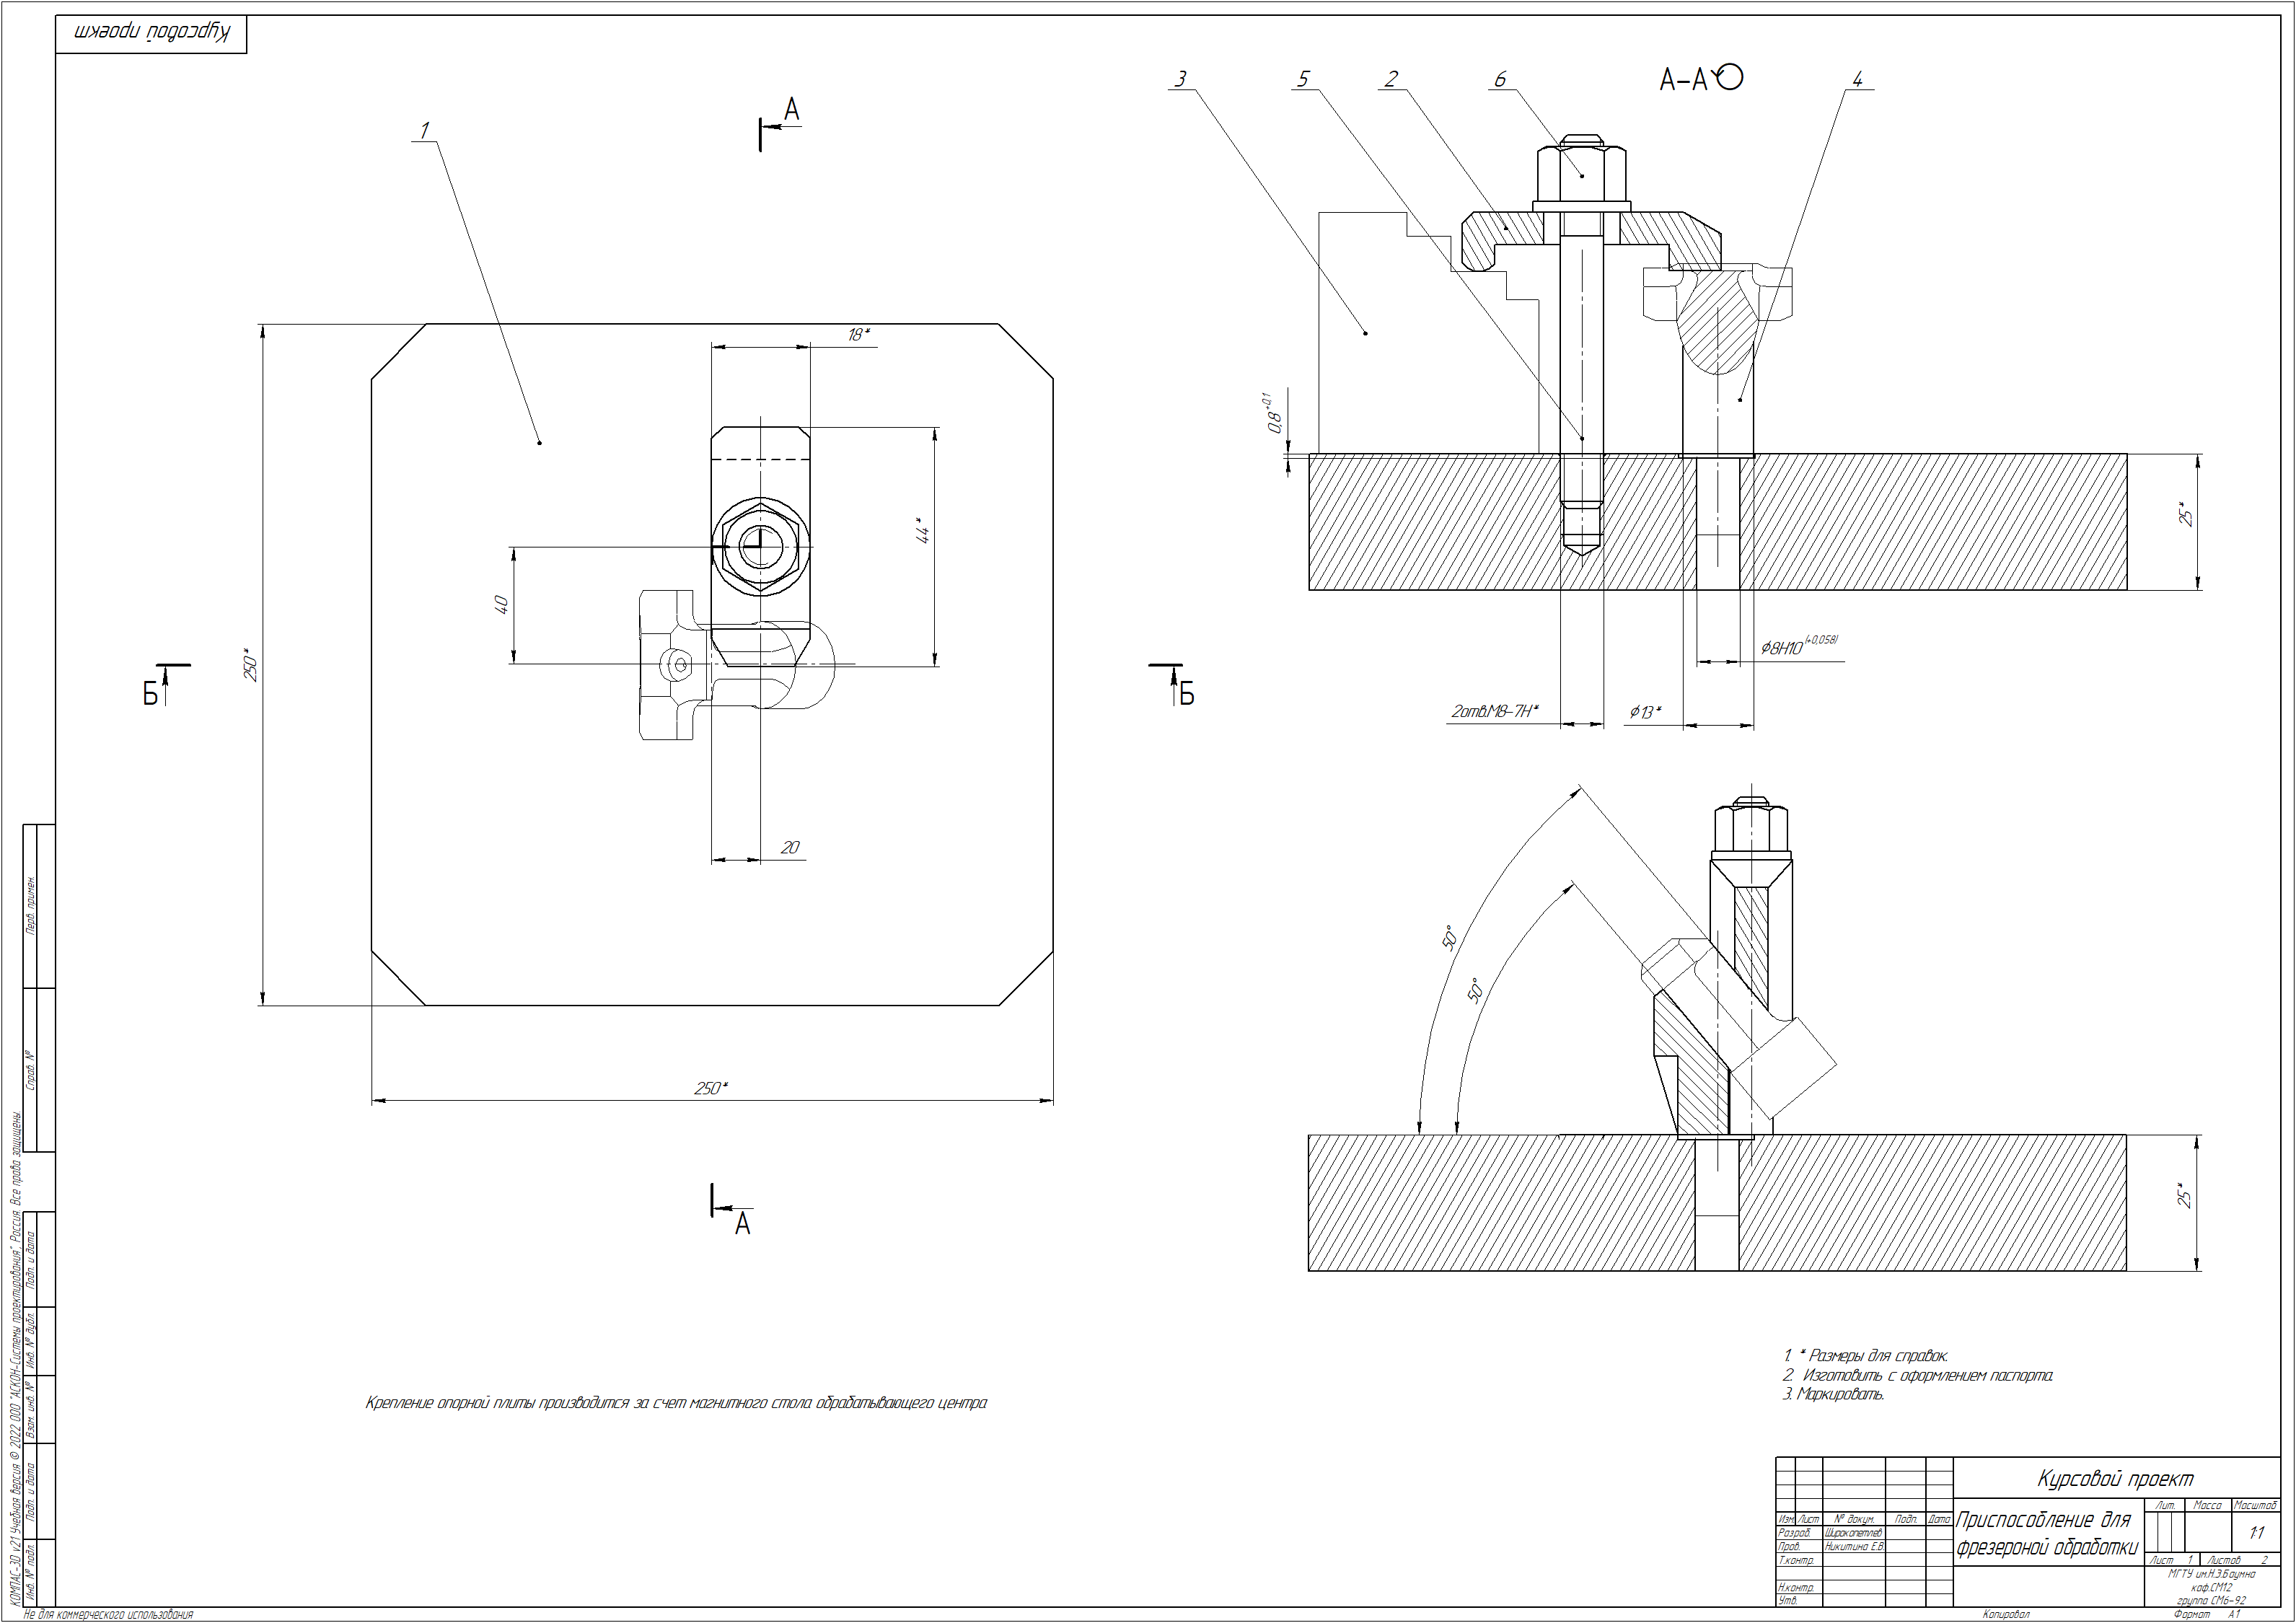 Курсовой проект
1
А
А
Б
Б
250*
250*
18*
44*
40
20
3
5
2
6
А-А
4
0,8 +0,1
25*
⌀8H10 (+0,058)
2отв.М8-7Н*
⌀13*
50°
50°
25*
Крепление опорной плиты производится за счет магнитного стола обрабатывающего центра
1. * Размеры для справок.
2. Изготовить с оформлением паспорта.
3. Маркировать.
Перв. примен.
Справ. №
Подп. и дата
Инв. № дубл.
Взам. инв. №
Подп. и дата
Инв. № подл.
КОМПАС-3D v21 Учебная версия © 2022 ООО "АСКОН-Системы проектирования", Россия. Все права защищены.
Не для коммерческого использования
Курсовой проект
Изм. Лист № докум. Подп. Дата
Разраб. Широкопетлев
Пров. Никитина Е.В.
Т.контр.
Н.контр.
Утв.
Приспособление для
фрезероной обработки
Лит. Масса Масштаб
1:1
Лист 1 Листов 2
МГТУ им.Н.Э.Баумна
каф.СМ12
группа СМ6-92
Копировал Формат А1